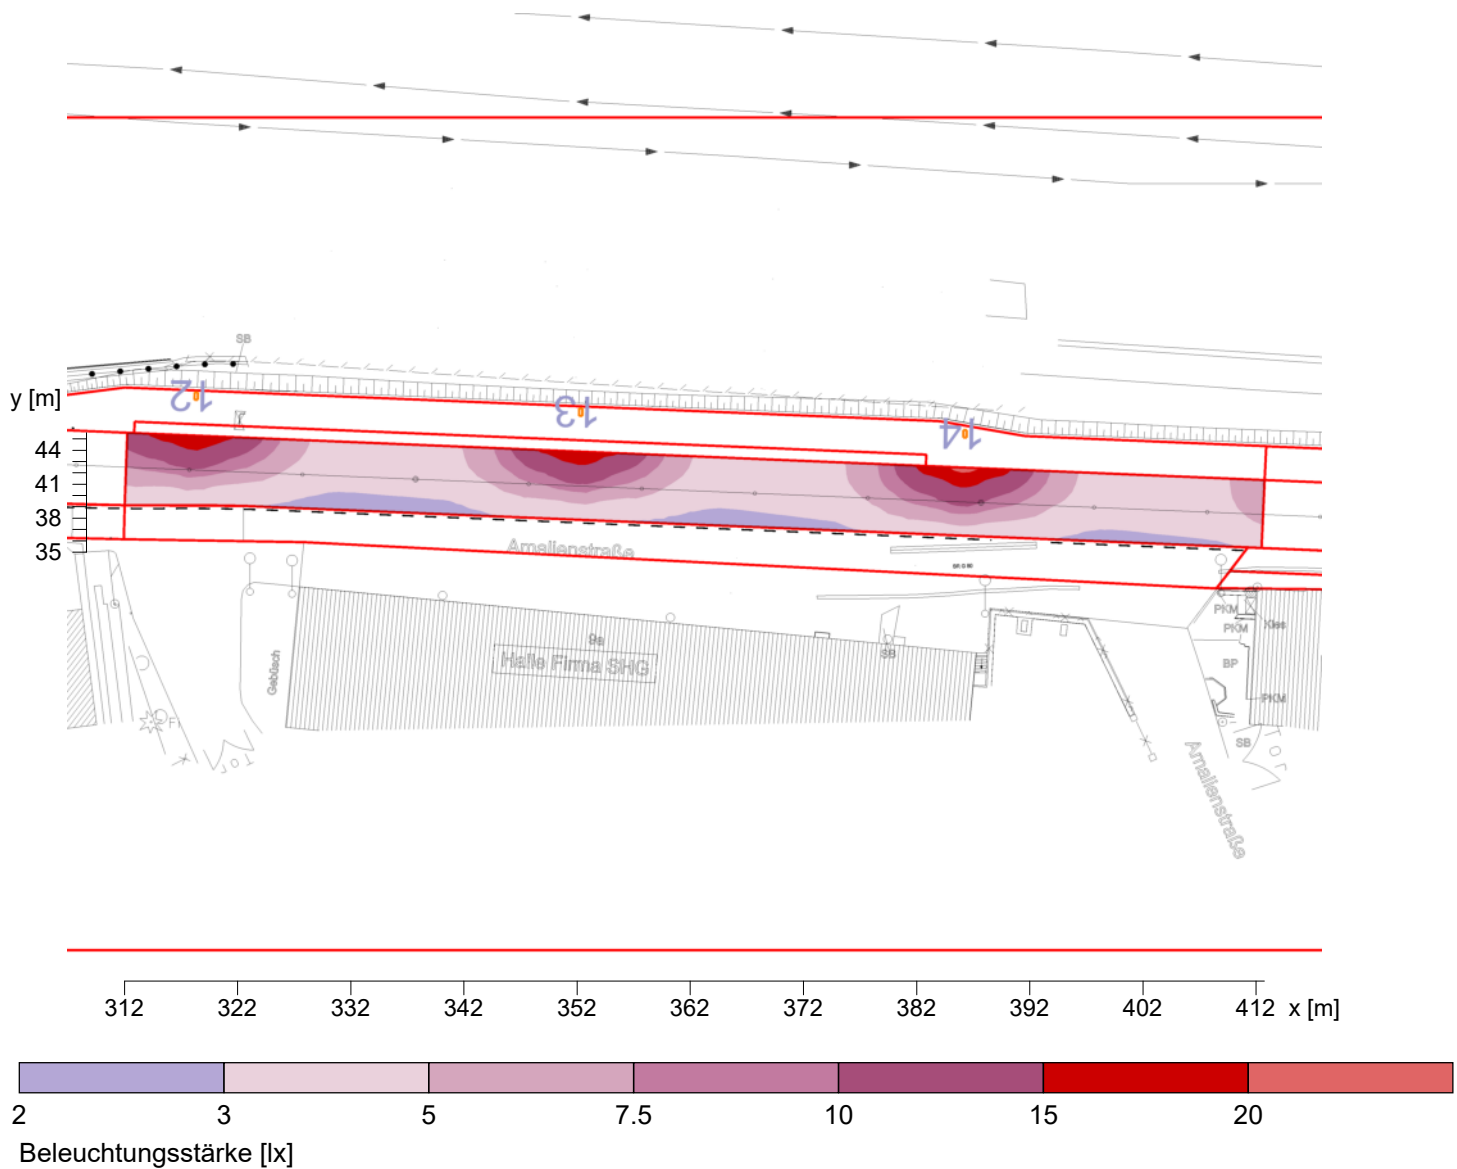 SB
12
13
14
y [m]
44
41
38
35
Amalienstraße
9a
Halle Firma SHG
Gebüsch
SB
PKM
PKM
Kies
BP
PKM
SB
Tor
Tor
Amalienstraße
312 322 332 342 352 362 372 382 392 402 412 x [m]
2 3 5 7.5 10 15 20
Beleuchtungsstärke [lx]